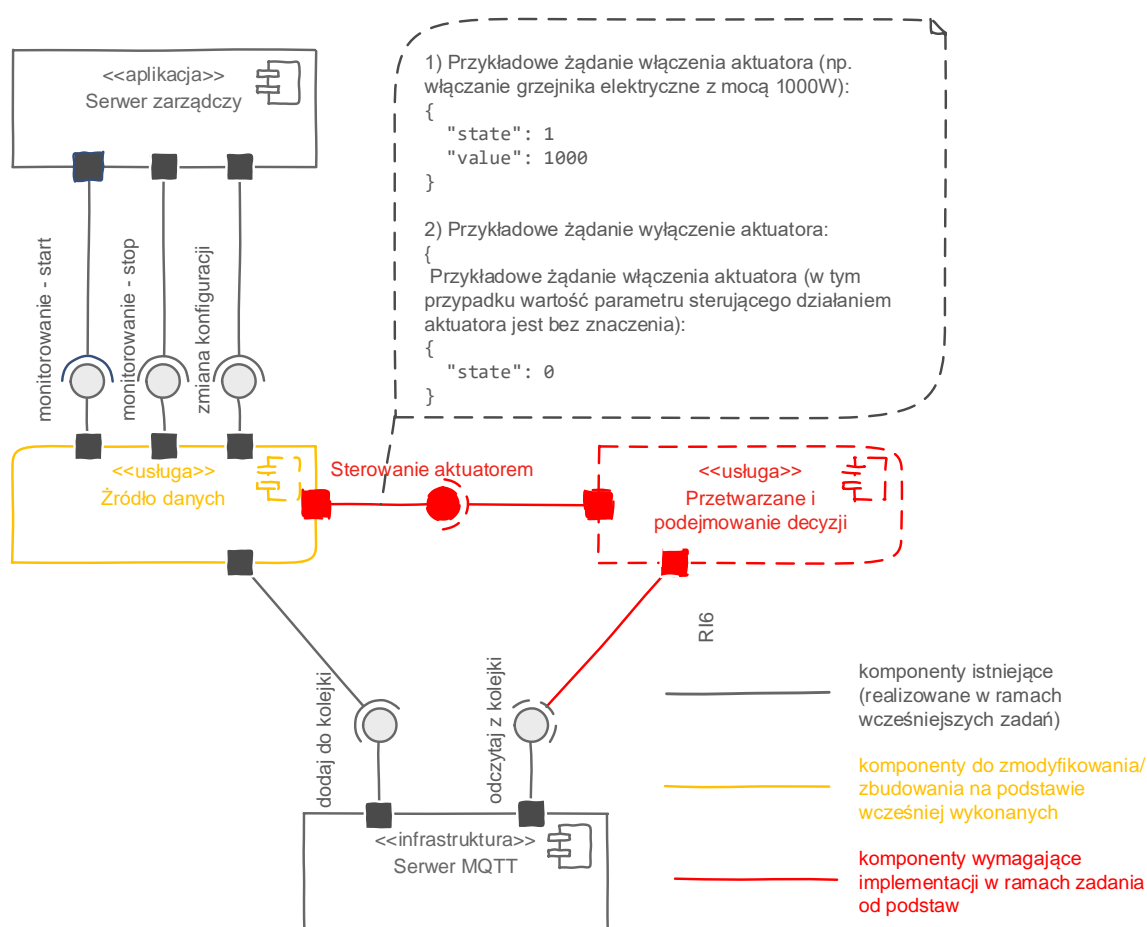 <<aplikacja>>
Serwer zarządczy
1) Przykładowe żądanie włączenia aktuatora (np.
włączanie grzejnika elektryczne z mocą 1000W):
{
"state": 1
"value": 1000
}
2) Przykładowe żądanie wyłączenie aktuatora:
{
Przykładowe żądanie włączenia aktuatora (w tym
przypadku wartość parametru sterującego działaniem
aktuatora jest bez znaczenia):
{
"state": 0
}
monitorowanie - start
monitorowanie - stop
zmiana konfiguracji
<<usługa>>
Źródło danych
Sterowanie aktuatorem
<<usługa>>
Przetwarzane i
podejmowanie decyzji
RI6
dodaj do kolejki
odczytaj z kolejki
<<infrastruktura>>
Serwer MQTT
komponenty istniejące
(realizowane w ramach
wcześniejszych zadań)
komponenty do zmodyfikowania/
zbudowania na podstawie
wcześniej wykonanych
komponenty wymagające
implementacji w ramach zadania
od podstaw